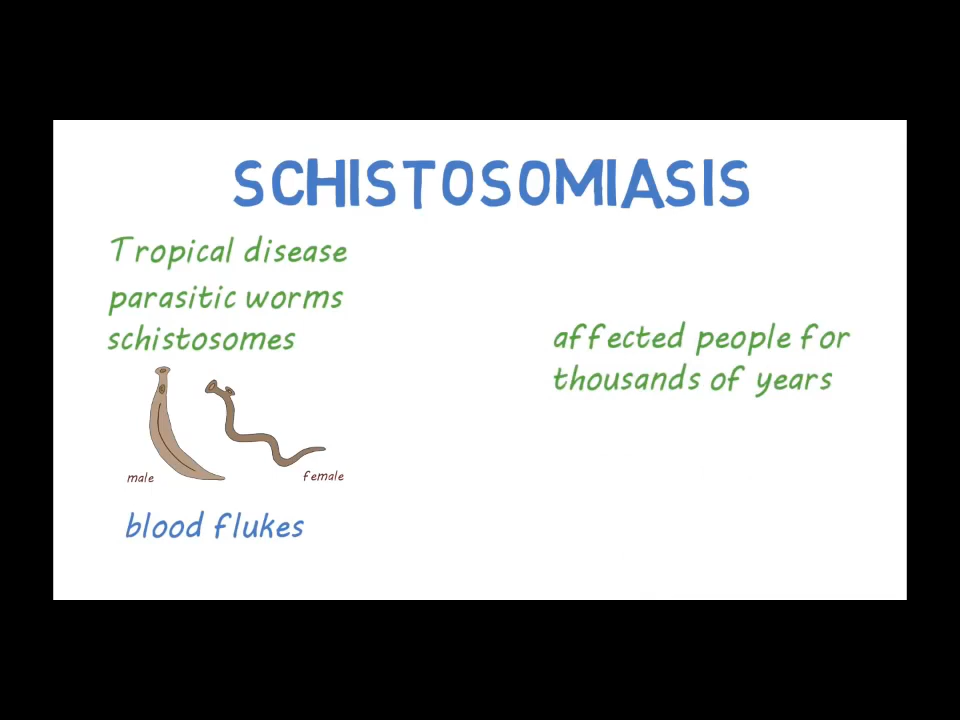 SCHISTOSOMIASIS
Tropical disease
parasitic worms
schistosomes
male
female
blood flukes
affected people for
thousands of years